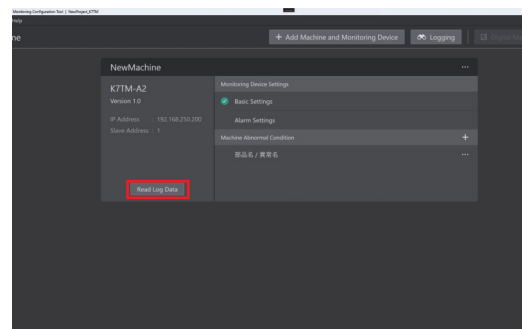 Monitoring Configuration Tool | NewProject_K7TM
Help
ne
+ Add Machine and Monitoring Device
Logging
NewMachine
K7TM-A2
Version 1.0
IP Address : 192.168.250.200
Slave Address : 1
Read Log Data
Monitoring Device Settings
Basic Settings
Alarm Settings
Machine Abnormal Condition
部品名 / 異常名